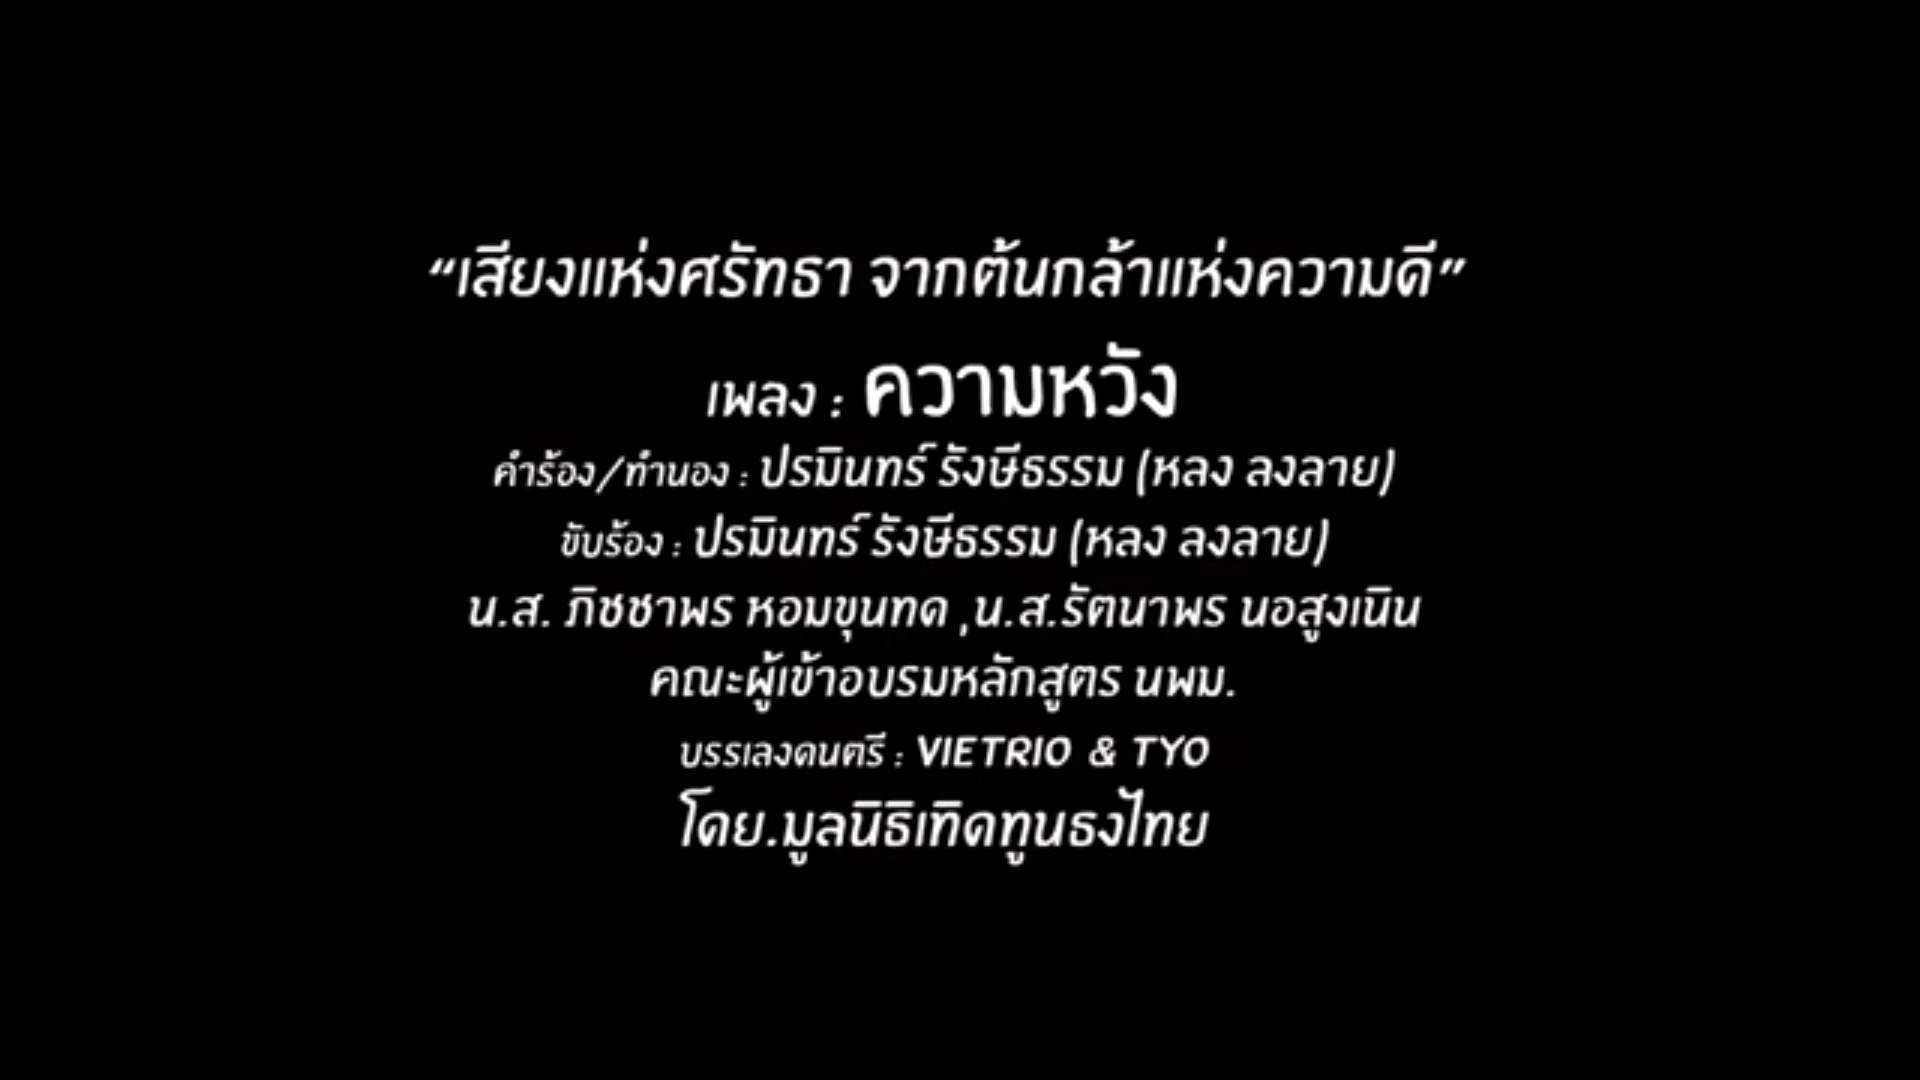 “เสียงแห่งศรัทธา จากต้นกล้าแห่งความดี”
เพลง : ความหวัง
คำร้อง/ทำนอง : ปรมินทร์ รังษีธรรม (หลง ลงลาย)
ขับร้อง : ปรมินทร์ รังษีธรรม (หลง ลงลาย)
น.ส. ภิชชาพร หอมขุนทด ,น.ส.รัตนาพร นอสูงเนิน
คณะผู้เข้าอบรมหลักสูตร นพม.
บรรเลงดนตรี : VIETRIO & TYO
โดย.มูลนิธิเทิดทูนธงไทย